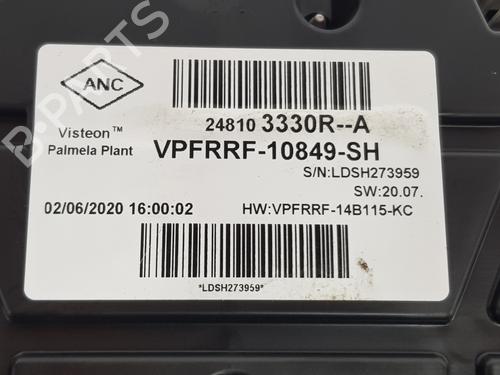 ANC
24810 3330R--A
Visteon™
Palmela Plant
VPFRRF-10849-SH
S/N:LDSH273959
SW:20.07.
02/06/2020 16:00:02
HW:VPFRRF-14B115-KC
*LDSH273959*
B-PARTS